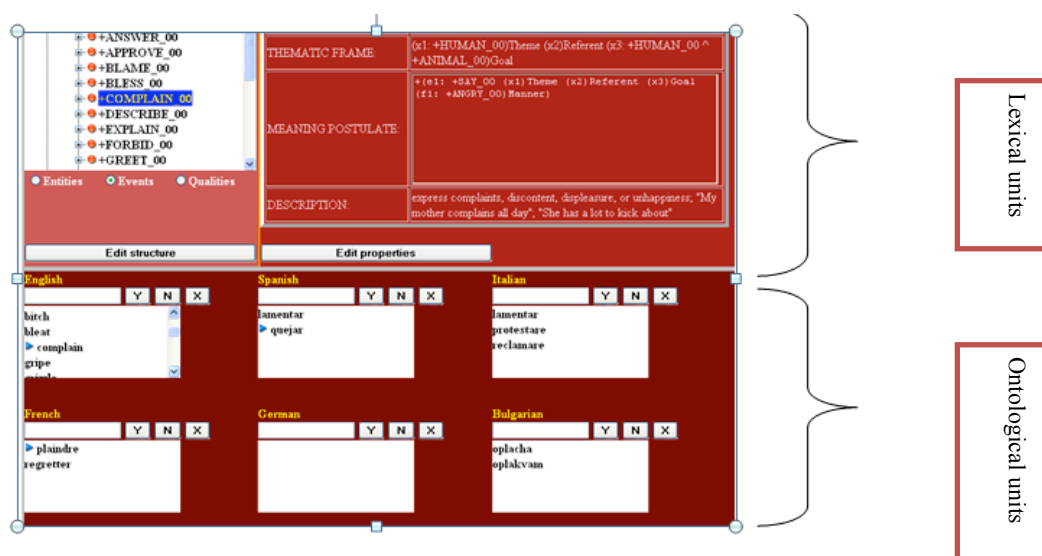 +ANSWER_00
+APPROVE_00
+BLAME_00
+BLESS_00
+COMPLAIN_00
+DESCRIBE_00
+EXPLAIN_00
+FORBID_00
+GREET_00
Entities Events Qualities
Edit structure
THEMATIC FRAME:
(x1: +HUMAN_00)Theme (x2)Referent (x3: +HUMAN_00 ^
+ANIMAL_00)Goal
MEANING POSTULATE:
+(e1: +SAY_00 (x1)Theme (x2)Referent (x3)Goal
(f1: +ANGRY_00)Manner)
DESCRIPTION:
express complaints, discontent, displeasure, or unhappiness; "My
mother complains all day"; "She has a lot to kick about"
Edit properties
Lexical units
English
Y N X
bitch
bleat
complain
gripe
Spanish
Y N X
lamentar
quejar
Italian
Y N X
lamentar
protestare
reclamare
French
Y N X
plaindre
regretter
German
Y N X
Bulgarian
Y N X
oplacha
oplakvam
Ontological units